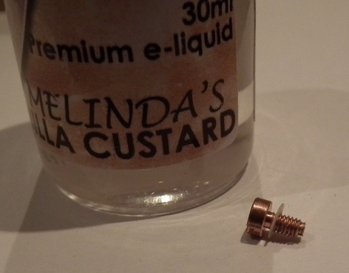 30ml
Premium e-liquid
MELINDA'S
LLA CUSTARD